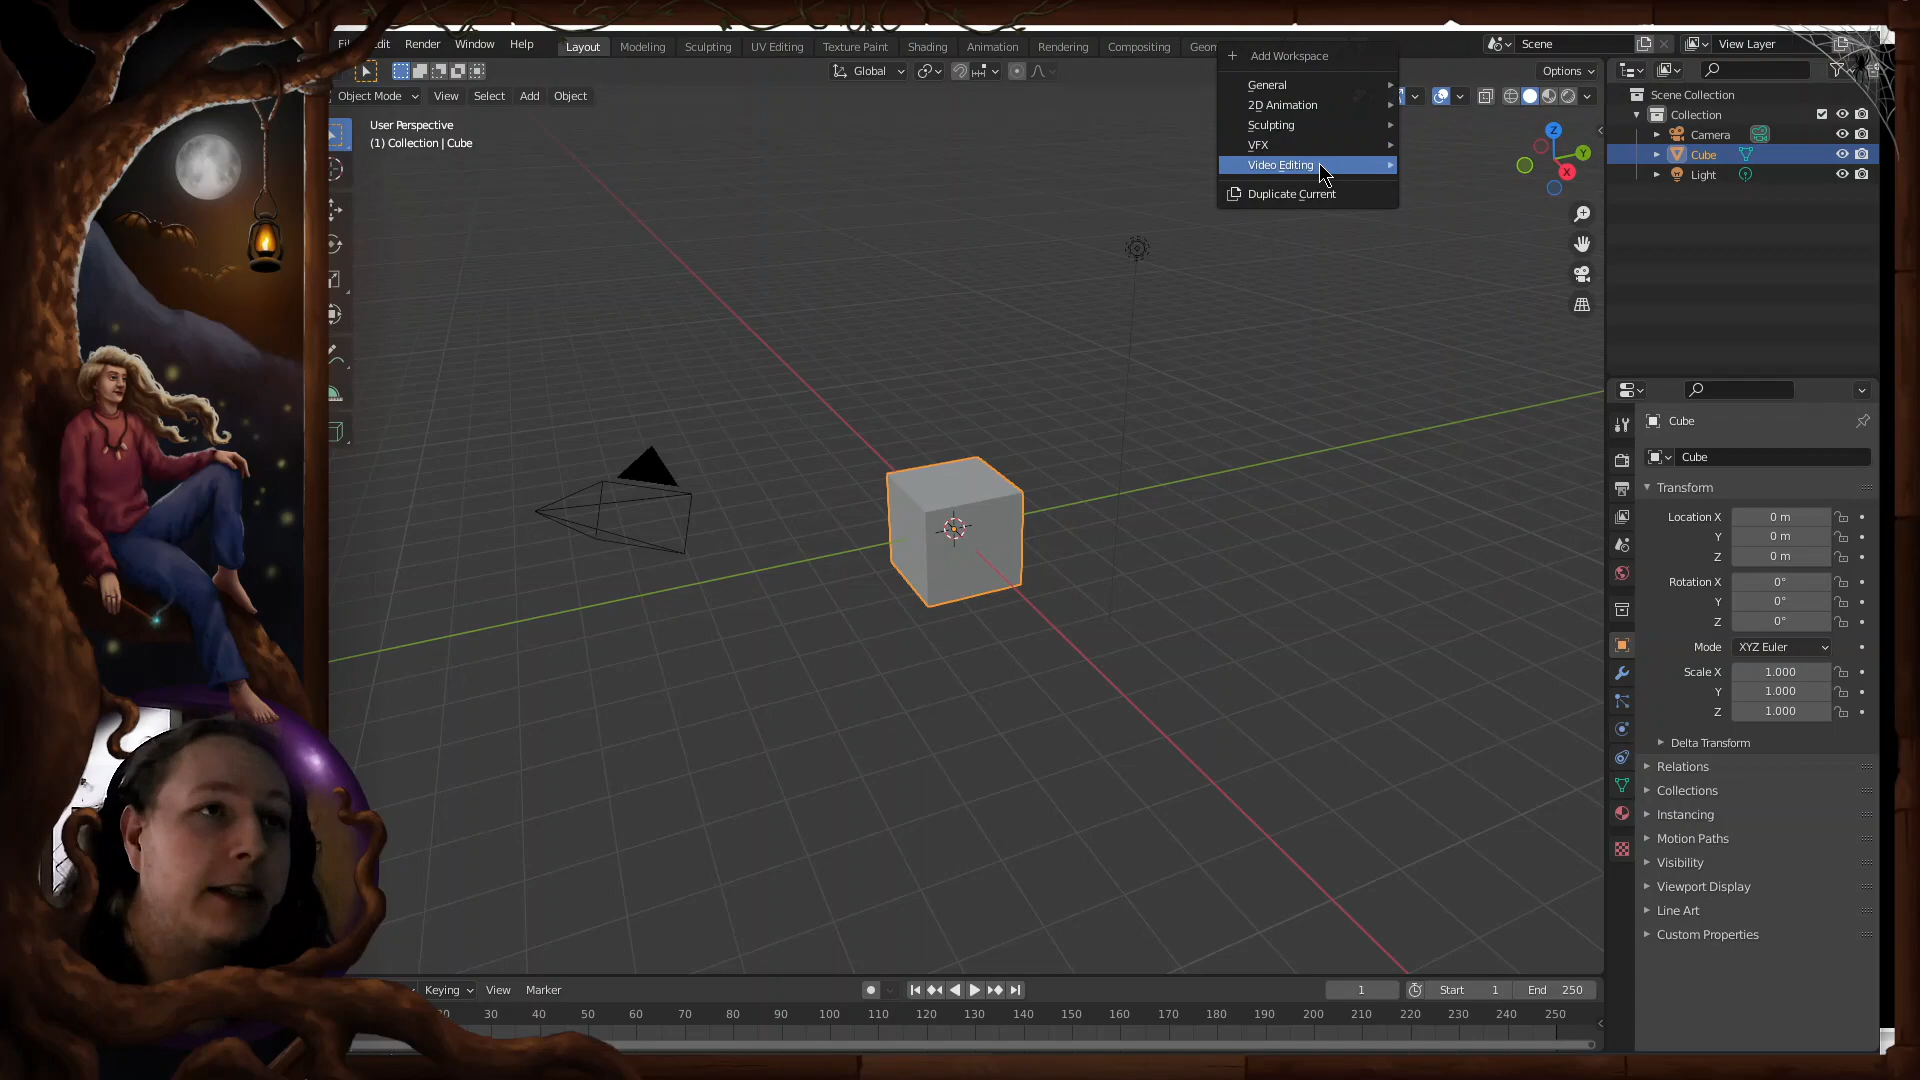 Edit Render Window Help Layout Modeling Sculpting UV Editing Texture Paint Shading Animation Rendering Compositing Geom
Scene View Layer
Add Workspace
General
2D Animation
Sculpting
VFX
Video Editing
Duplicate Current
Global
Options
Object Mode View Select Add Object
User Perspective
(1) Collection | Cube
Z
Y
X
Scene Collection
Collection
Camera
Cube
Light
Cube
Cube
Transform
Location X 0 m
Y 0 m
Z 0 m
Rotation X 0°
Y 0°
Z 0°
Mode XYZ Euler
Scale X 1.000
Y 1.000
Z 1.000
Delta Transform
Relations
Collections
Instancing
Motion Paths
Visibility
Viewport Display
Line Art
Custom Properties
Keying View Marker
1 Start 1 End 250
20 30 40 50 60 70 80 90 100 110 120 130 140 150 160 170 180 190 200 210 220 230 240 250